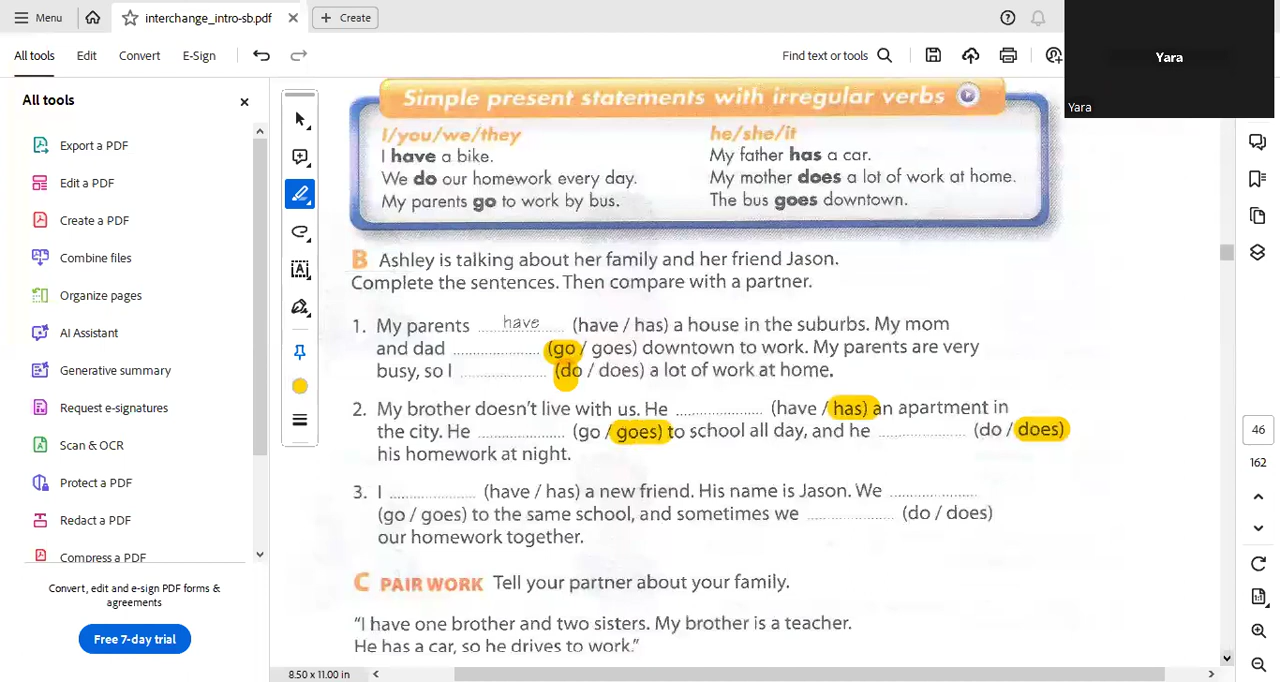 Menu
interchange_intro-sb.pdf
Create
All tools
Edit
Convert
E-Sign
Find text or tools
Yara
Yara
All tools
Export a PDF
Edit a PDF
Create a PDF
Combine files
Organize pages
AI Assistant
Generative summary
Request e-signatures
Scan & OCR
Protect a PDF
Redact a PDF
Compress a PDF
Convert, edit and e-sign PDF forms & agreements
Free 7-day trial
Simple present statements with irregular verbs
I/you/we/they he/she/it
I have a bike. My father has a car.
We do our homework every day. My mother does a lot of work at home.
My parents go to work by bus. The bus goes downtown.
B Ashley is talking about her family and her friend Jason.
Complete the sentences. Then compare with a partner.
1. My parents have (have / has) a house in the suburbs. My mom
and dad ............... (go / goes) downtown to work. My parents are very
busy, so I ............... (do / does) a lot of work at home.
2. My brother doesn't live with us. He ............... (have / has) an apartment in
the city. He ............... (go / goes) to school all day, and he ............... (do / does)
his homework at night.
3. I ............... (have / has) a new friend. His name is Jason. We ...............
(go / goes) to the same school, and sometimes we ............... (do / does)
our homework together.
C PAIR WORK Tell your partner about your family.
"I have one brother and two sisters. My brother is a teacher.
He has a car, so he drives to work."
8.50 x 11.00 in
46
162